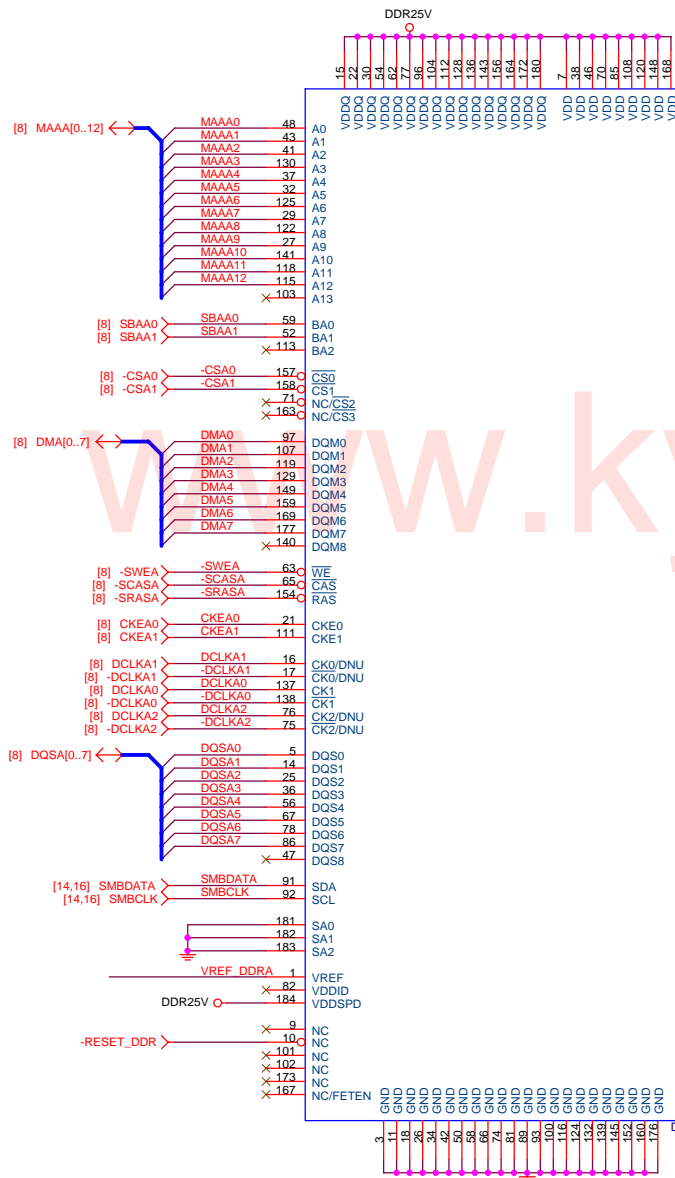 DDR25V
15 22 30 54 62 77 96 104 112 128 136 143 156 164 172 180 7 38 46 70 85 108 120 148 168
VDDQ VDDQ VDDQ VDDQ VDDQ VDDQ VDDQ VDDQ VDDQ VDDQ VDDQ VDDQ VDDQ VDDQ VDDQ VDDQ VDD VDD VDD VDD VDD VDD VDD VDD VDD
[8] MAAA[0..12] MAAA0 48 A0
MAAA1 43 A1
MAAA2 41 A2
MAAA3 130 A3
MAAA4 37 A4
MAAA5 32 A5
MAAA6 125 A6
MAAA7 29 A7
MAAA8 122 A8
MAAA9 27 A9
MAAA10 141 A10
MAAA11 118 A11
MAAA12 115 A12
103 A13
[8] SBAA0 SBAA0 59 BA0
[8] SBAA1 SBAA1 52 BA1
113 BA2
[8] -CSA0 -CSA0 157 CS0
[8] -CSA1 -CSA1 158 CS1
71 NC/CS2
163 NC/CS3
[8] DMA[0..7] DMA0 97 DQM0
DMA1 107 DQM1
DMA2 119 DQM2
DMA3 129 DQM3
DMA4 149 DQM4
DMA5 159 DQM5
DMA6 169 DQM6
DMA7 177 DQM7
140 DQM8
www.k
[8] -SWEA -SWEA 63 WE
[8] -SCASA -SCASA 65 CAS
[8] -SRASA -SRASA 154 RAS
[8] CKEA0 CKEA0 21 CKE0
[8] CKEA1 CKEA1 111 CKE1
[8] DCLKA1 DCLKA1 16 CK0/DNU
[8] -DCLKA1 -DCLKA1 17 CK0/DNU
[8] DCLKA0 DCLKA0 137 CK1
[8] -DCLKA0 -DCLKA0 138 CK1
[8] DCLKA2 DCLKA2 76 CK2/DNU
[8] -DCLKA2 -DCLKA2 75 CK2/DNU
[8] DQSA[0..7] DQSA0 5 DQS0
DQSA1 14 DQS1
DQSA2 25 DQS2
DQSA3 36 DQS3
DQSA4 56 DQS4
DQSA5 67 DQS5
DQSA6 78 DQS6
DQSA7 86 DQS7
47 DQS8
[14,16] SMBDATA SMBDATA 91 SDA
[14,16] SMBCLK SMBCLK 92 SCL
181 SA0
182 SA1
183 SA2
VREF_DDRA 1 VREF
82 VDDID
DDR25V 184 VDDSPD
9 NC
-RESET_DDR 10 NC
101 NC
102 NC
173 NC
167 NC/FETEN
GND GND GND GND GND GND GND GND GND GND GND GND GND GND GND GND GND GND GND GND GND GND
3 11 18 26 34 42 50 58 66 74 81 89 93 100 116 124 132 139 145 152 160 176